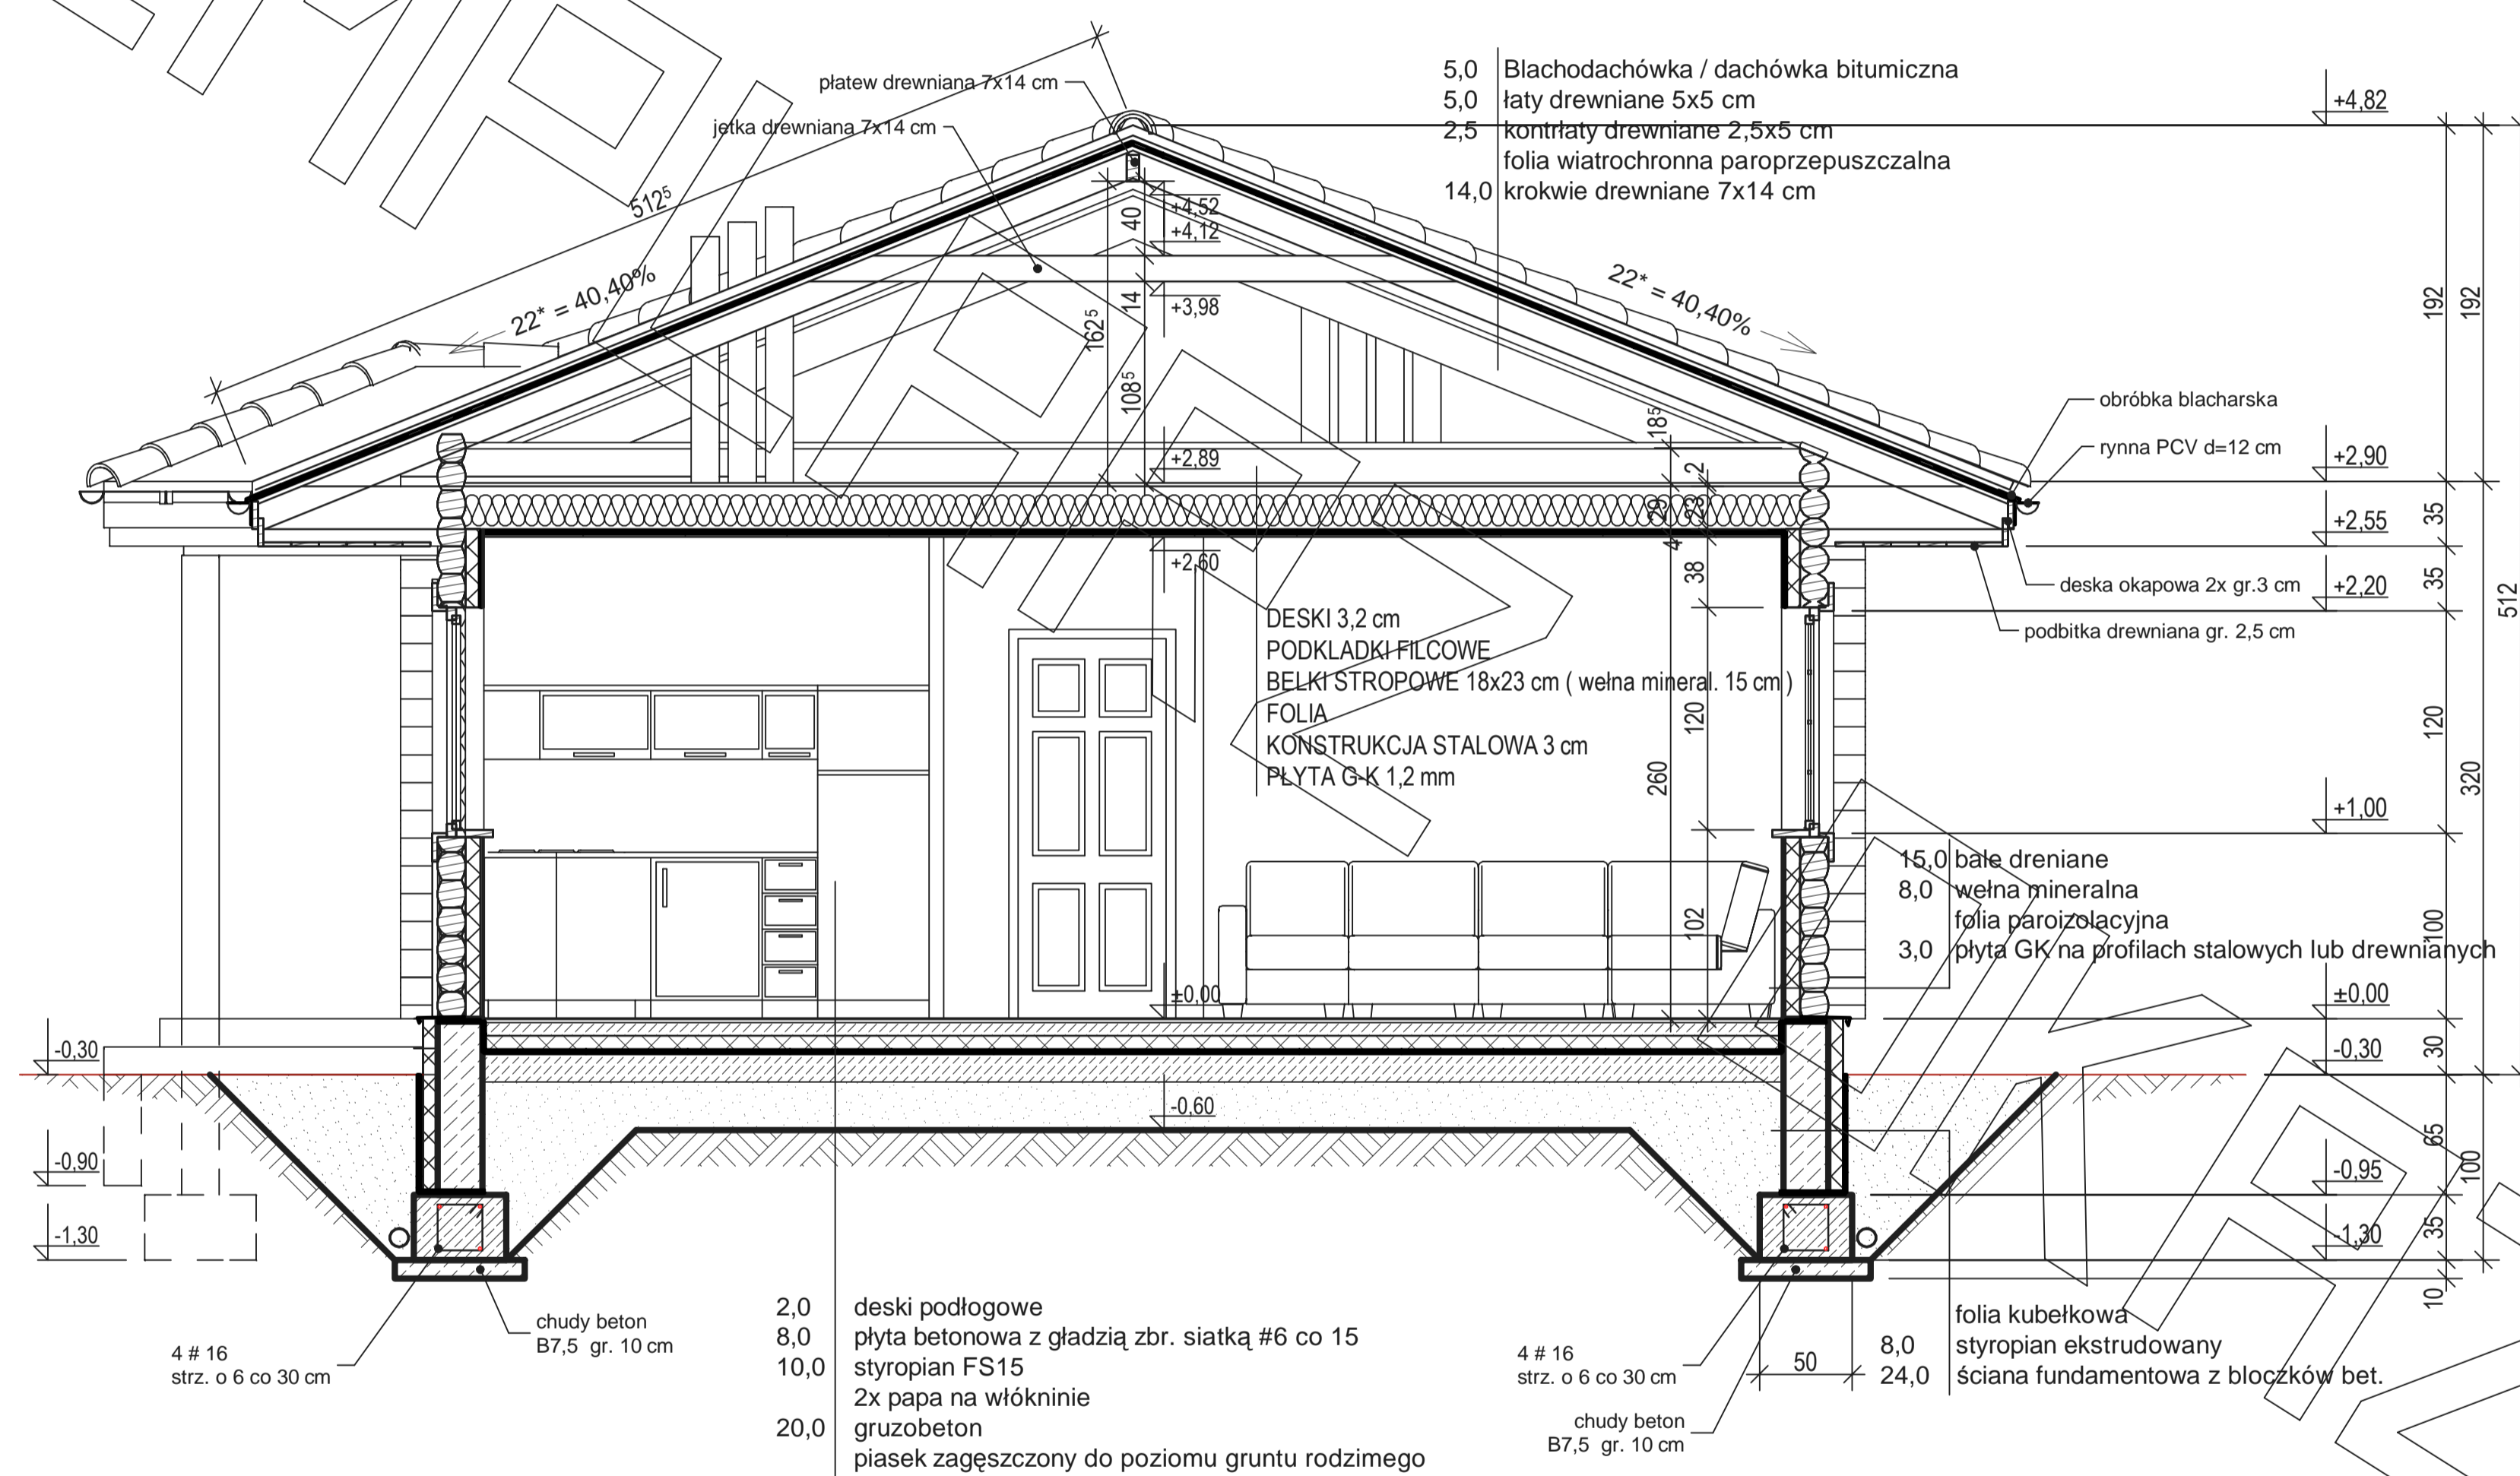 płatew drewniana 7x14 cm
jętka drewniana 7x14 cm
5,0 Blachodachówka / dachówka bitumiczna
5,0 łaty drewniane 5x5 cm
2,5 kontrłaty drewniane 2,5x5 cm
folia wiatrochronna paroprzepuszczalna
14,0 krokwie drewniane 7x14 cm
+4,82
512⁵
22* = 40,40%
22* = 40,40%
40
+4,52
+4,12
14
+3,98
162⁵
108⁵
192
192
18⁵
obróbka blacharska
rynna PCV d=12 cm
+2,89
+2,90
2
29
23
4
+2,55
35
+2,60
38
deska okapowa 2x gr.3 cm
+2,20
35
512
podbitka drewniana gr. 2,5 cm
DESKI 3,2 cm
PODKLADKI FILCOWE
BELKI STROPOWE 18x23 cm ( wełna mineral. 15 cm )
FOLIA
KONSTRUKCJA STALOWA 3 cm
PŁYTA G-K 1,2 mm
120
260
120
320
+1,00
102
100
15,0 bale dreniane
8,0 wełna mineralna
folia paroizolacyjna
3,0 płyta GK na profilach stalowych lub drewnianych
±0,00
±0,00
-0,30
-0,30
30
-0,60
65
-0,90
-0,95
100
-1,30
-1,30
35
10
chudy beton
B7,5 gr. 10 cm
4 # 16
strz. o 6 co 30 cm
2,0 deski podłogowe
8,0 płyta betonowa z gładzią zbr. siatką #6 co 15
10,0 styropian FS15
2x papa na włókninie
20,0 gruzobeton
piasek zagęszczony do poziomu gruntu rodzimego
4 # 16
strz. o 6 co 30 cm
chudy beton
B7,5 gr. 10 cm
50
folia kubełkowa
8,0 styropian ekstrudowany
24,0 ściana fundamentowa z bloczków bet.